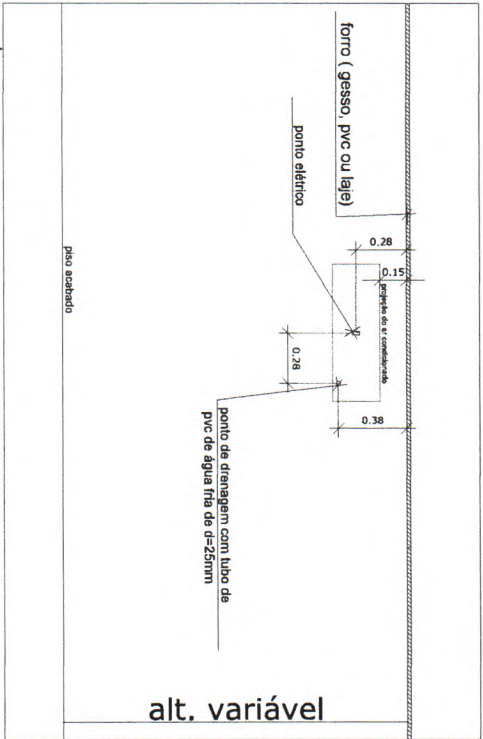 forro ( gesso, pvc ou laje)
ponto elétrico
0.28
0.15
projeção do ar condicionado
0.28
0.38
ponto de drenagem com tubo de
pvc de água fria de d=25mm
piso acabado
alt. variável